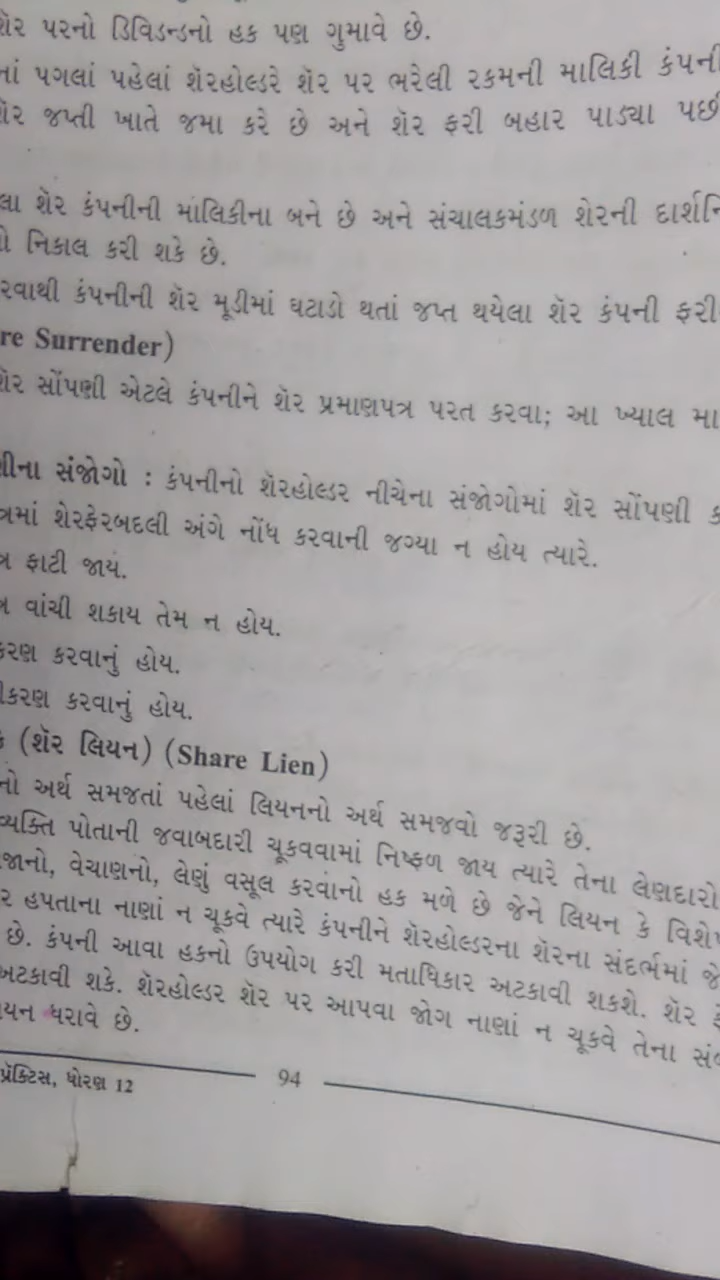 શૅર પરનો ડિવિડન્ડનો હક પણ ગુમાવે છે.
નાં પગલાં પહેલાં શૅરહોલ્ડરે શૅર પર ભરેલી રકમની માલિકી કંપની
શૅર જપ્તી ખાતે જમા કરે છે અને શૅર ફરી બહાર પાડ્યા પછી
લા શૅર કંપનીની માલિકીના બને છે અને સંચાલકમંડળ શેરની દાર્શનિ
નિકાલ કરી શકે છે.
રવાથી કંપનીની શૅર મૂડીમાં ઘટાડો થતાં જપ્ત થયેલા શૅર કંપની ફરી
re Surrender)
શૅર સોંપણી એટલે કંપનીને શૅર પ્રમાણપત્ર પરત કરવા; આ ખ્યાલ મા
ણીના સંજોગો : કંપનીનો શૅરહોલ્ડર નીચેના સંજોગોમાં શૅર સોંપણી ક
ત્રમાં શેરફેરબદલી અંગે નોંધ કરવાની જગ્યા ન હોય ત્યારે.
ત્ર ફાટી જાય.
ત્ર વાંચી શકાય તેમ ન હોય.
કરણ કરવાનું હોય.
ીકરણ કરવાનું હોય.
ક (શૅર લિયન) (Share Lien)
નો અર્થ સમજતાં પહેલાં લિયનનો અર્થ સમજવો જરૂરી છે.
વ્યક્તિ પોતાની જવાબદારી ચૂકવવામાં નિષ્ફળ જાય ત્યારે તેના લેણદારો
જાનો, વેચાણનો, લેણું વસૂલ કરવાનો હક મળે છે જેને લિયન કે વિશેષ
ર હપતાના નાણાં ન ચૂકવે ત્યારે કંપનીને શૅરહોલ્ડરના શૅરના સંદર્ભમાં જે
છે. કંપની આવા હકનો ઉપયોગ કરી મતાધિકાર અટકાવી શકશે. શૅર ફે
અટકાવી શકે. શૅરહોલ્ડર શૅર પર આપવા જોગ નાણાં ન ચૂકવે તેના સં
યન ધરાવે છે.
પ્રૅક્ટિસ, ધોરણ 12
94